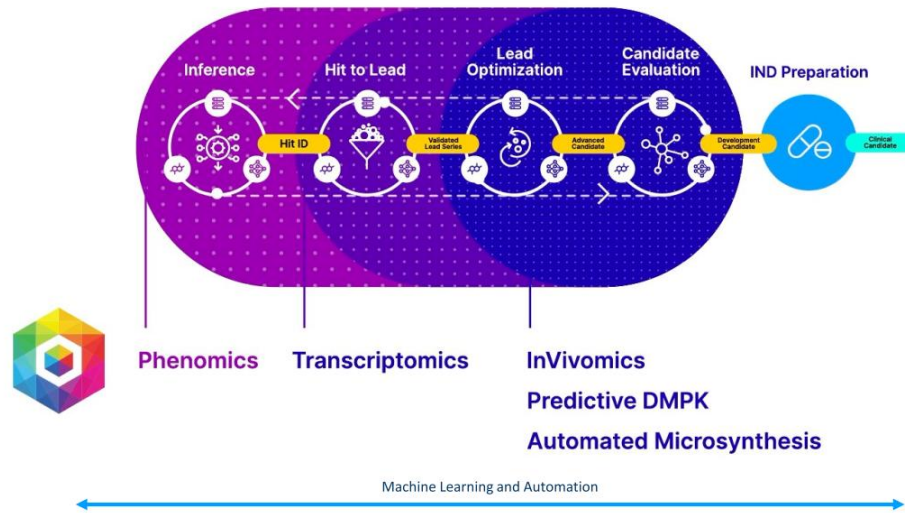 Inference
Hit to Lead
Lead
Optimization
Candidate
Evaluation
IND Preparation
Hit ID
Validated
Lead Series
Advanced
Candidate
Development
Candidate
Clinical
Candidate
Phenomics
Transcriptomics
InVivomics
Predictive DMPK
Automated Microsynthesis
Machine Learning and Automation